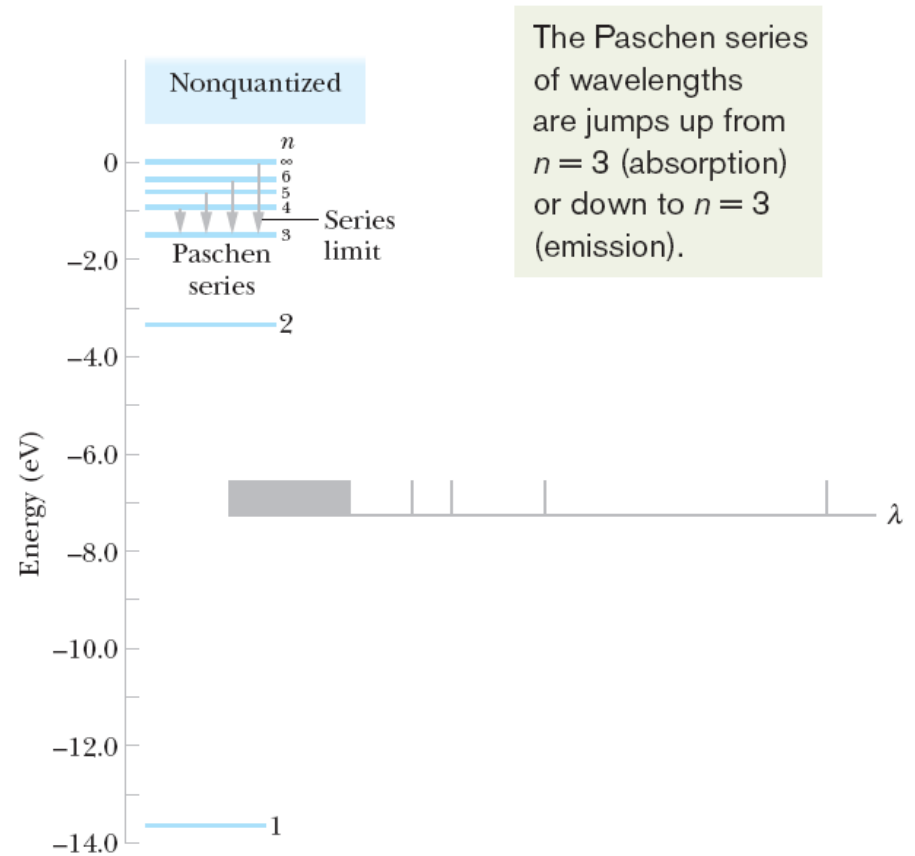 The Paschen series
of wavelengths
are jumps up from
n = 3 (absorption)
or down to n = 3
(emission).
Nonquantized
n
0
∞
6
5
4
3
Series
limit
Paschen
series
−2.0
2
−4.0
−6.0
Energy (eV)
λ
−8.0
−10.0
−12.0
1
−14.0